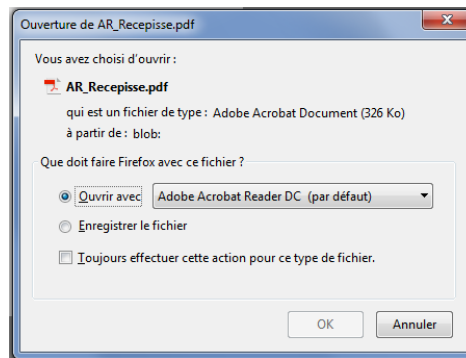 Ouverture de AR_Recepisse.pdf
Vous avez choisi d'ouvrir :
AR_Recepisse.pdf
qui est un fichier de type : Adobe Acrobat Document (326 Ko)
à partir de : blob:
Que doit faire Firefox avec ce fichier ?
Ouvrir avec Adobe Acrobat Reader DC (par défaut)
Enregistrer le fichier
Toujours effectuer cette action pour ce type de fichier.
OK Annuler